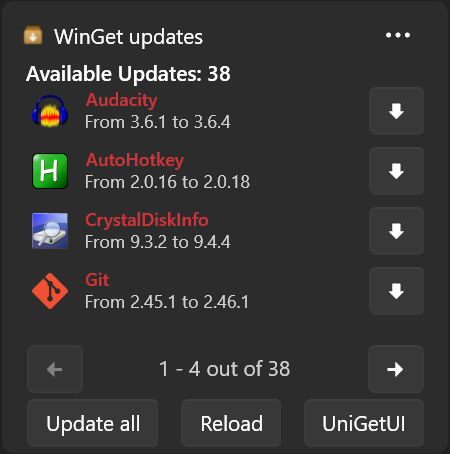 WinGet updates
Available Updates: 38
Audacity
From 3.6.1 to 3.6.4
AutoHotkey
From 2.0.16 to 2.0.18
CrystalDiskInfo
From 9.3.2 to 9.4.4
Git
From 2.45.1 to 2.46.1
1 - 4 out of 38
Update all
Reload
UniGetUI